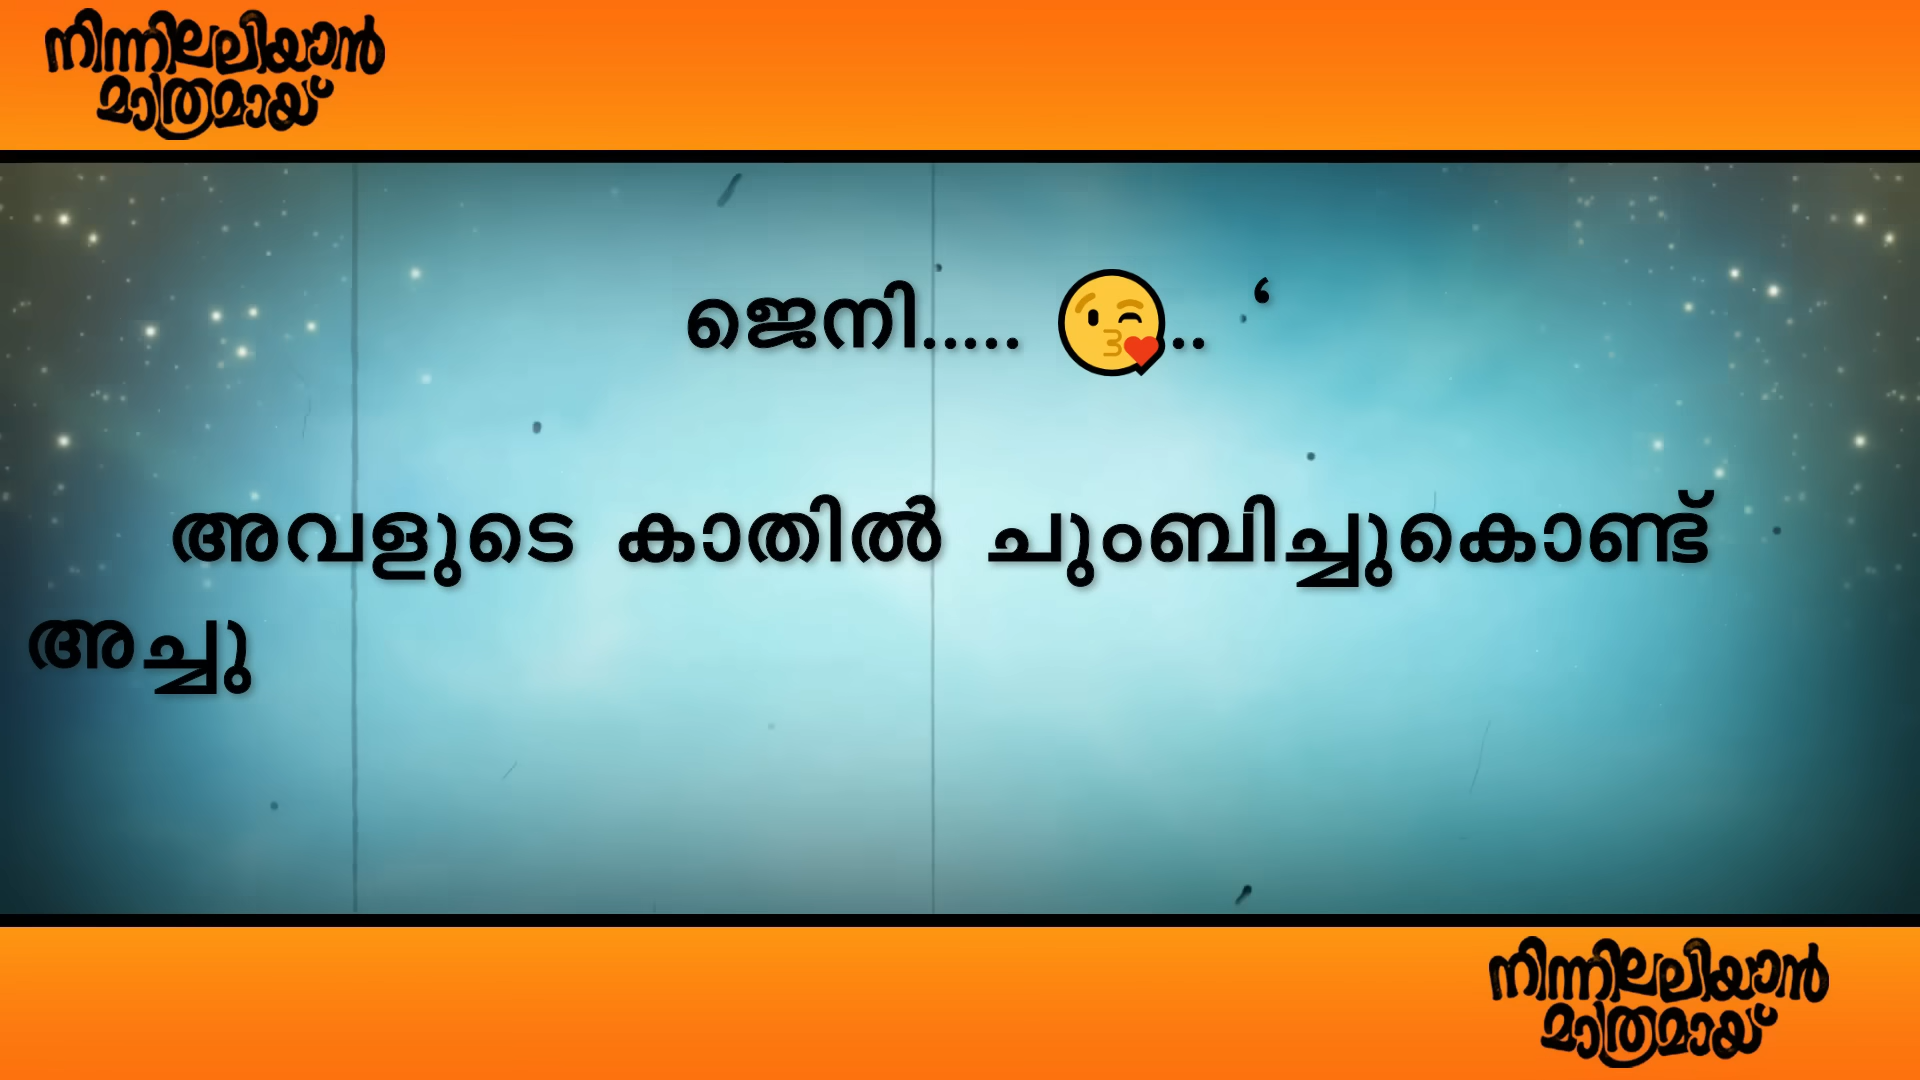 നിന്നിലലിയാൻ
മാത്രമായ്
ജെനി..... 😘.. ‘
അവളുടെ കാതിൽ ചുംബിച്ചുകൊണ്ട്
അച്ചു
നിന്നിലലിയാൻ
മാത്രമായ്